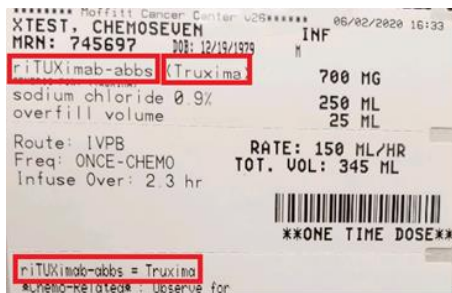 ******* Moffitt Cancer Center v26****** 06/02/2020 16:33
XTEST, CHEMOSEVEN INF
MRN: 745697 DOB: 12/19/1979 M
riTUXimab-abbs (Truxima) 700 MG
sodium chloride 0.9% 250 ML
overfill volume 25 ML
Route: IVPB RATE: 150 ML/HR
Freq: ONCE-CHEMO TOT. VOL: 345 ML
Infuse Over: 2.3 hr
**ONE TIME DOSE**
riTUXimab-abbs = Truxima
*Chemo-Related* : Observe for